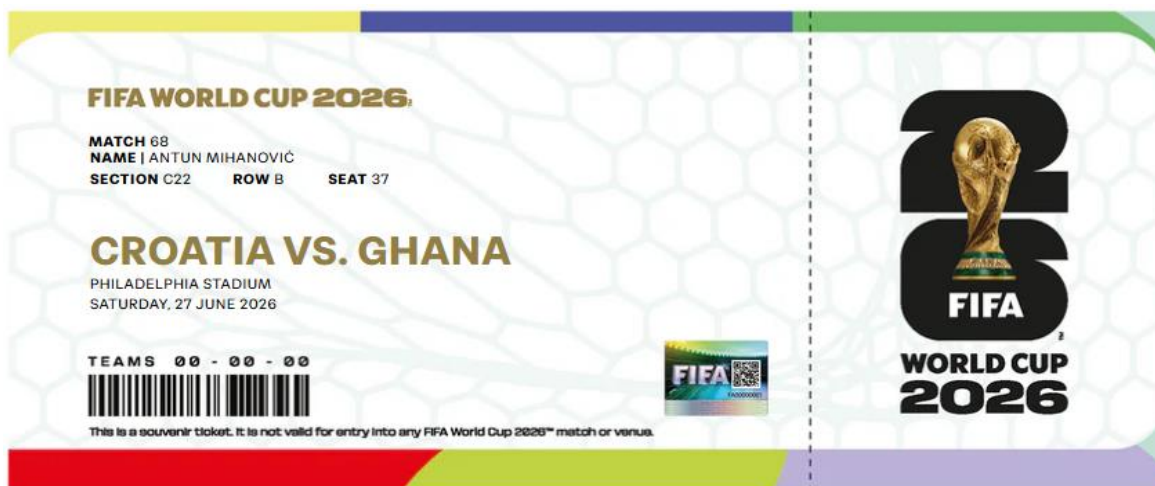 FIFA WORLD CUP 2026
MATCH 68
NAME | ANTUN MIHANOVIĆ
SECTION C22 ROW B SEAT 37
CROATIA VS. GHANA
PHILADELPHIA STADIUM
SATURDAY, 27 JUNE 2026
TEAMS 00 - 00 - 00
This is a souvenir ticket. It is not valid for entry into any FIFA World Cup 2026™ match or venue.
FIFA
FIFA
WORLD CUP
2026